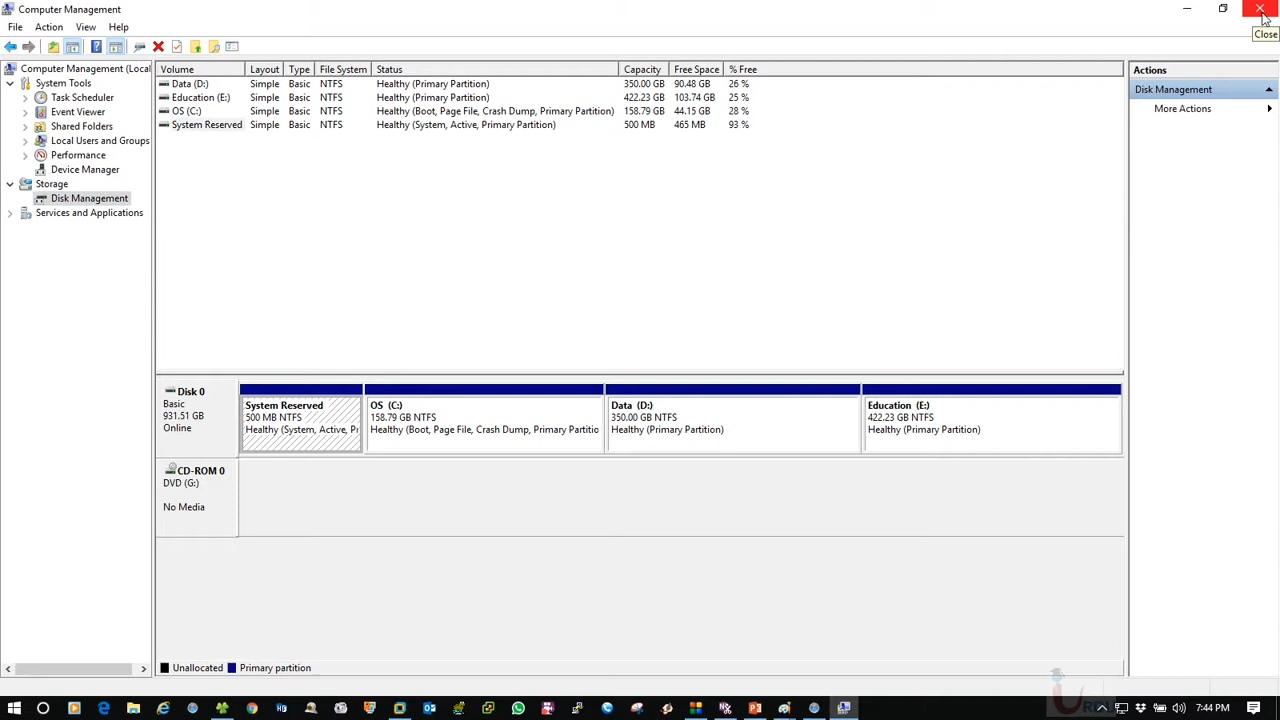 Computer Management
Close
File Action View Help
Computer Management (Local
System Tools
Task Scheduler
Event Viewer
Shared Folders
Local Users and Groups
Performance
Device Manager
Storage
Disk Management
Services and Applications
Volume Layout Type File System Status Capacity Free Space % Free
Data (D:) Simple Basic NTFS Healthy (Primary Partition) 350.00 GB 90.48 GB 26 %
Education (E:) Simple Basic NTFS Healthy (Primary Partition) 422.23 GB 103.74 GB 25 %
OS (C:) Simple Basic NTFS Healthy (Boot, Page File, Crash Dump, Primary Partition) 158.79 GB 44.15 GB 28 %
System Reserved Simple Basic NTFS Healthy (System, Active, Primary Partition) 500 MB 465 MB 93 %
Actions
Disk Management
More Actions
Disk 0
Basic
931.51 GB
Online
System Reserved
500 MB NTFS
Healthy (System, Active, Pr
OS (C:)
158.79 GB NTFS
Healthy (Boot, Page File, Crash Dump, Primary Partitio
Data (D:)
350.00 GB NTFS
Healthy (Primary Partition)
Education (E:)
422.23 GB NTFS
Healthy (Primary Partition)
CD-ROM 0
DVD (G:)
No Media
Unallocated Primary partition
7:44 PM